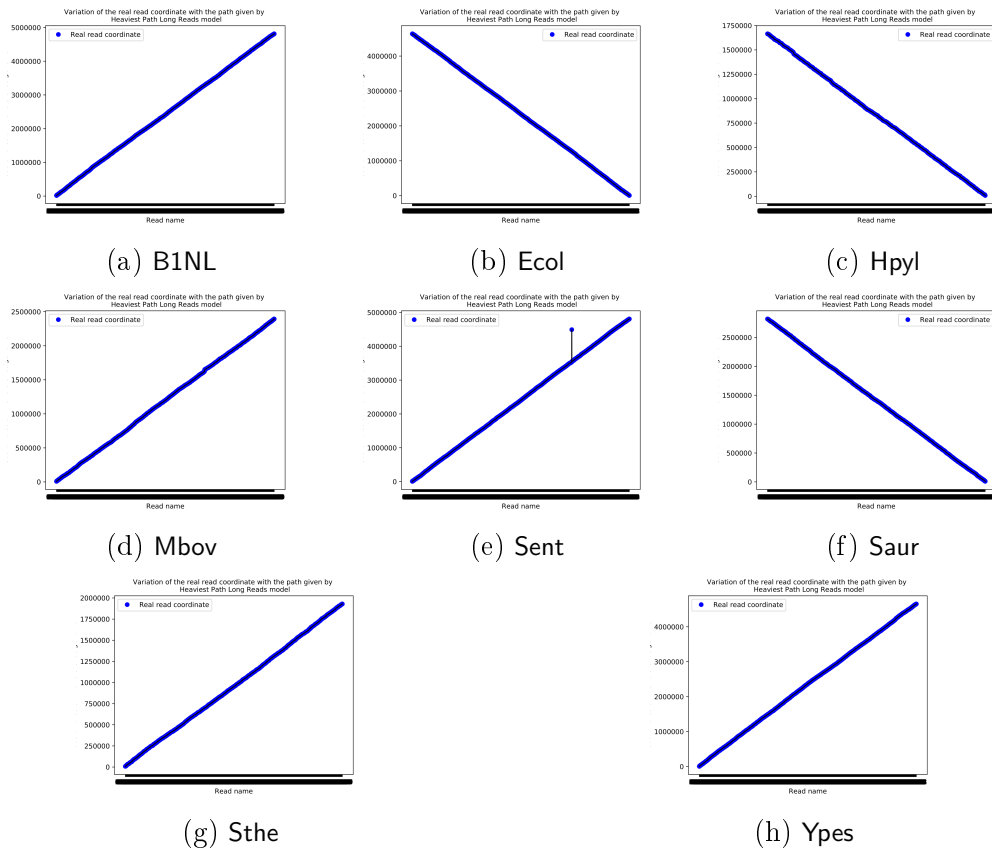 Variation of the real read coordinate with the path given by
Heaviest Path Long Reads model
Real read coordinate
5000000
4000000
3000000
2000000
1000000
0
Read name
(a) B1NL
Variation of the real read coordinate with the path given by
Heaviest Path Long Reads model
Real read coordinate
4000000
3000000
2000000
1000000
0
Read name
(b) Ecol
Variation of the real read coordinate with the path given by
Heaviest Path Long Reads model
Real read coordinate
1750000
1500000
1250000
1000000
750000
500000
250000
0
Read name
(c) Hpyl
Variation of the real read coordinate with the path given by
Heaviest Path Long Reads model
Real read coordinate
2500000
2000000
1500000
1000000
500000
0
Read name
(d) Mbov
Variation of the real read coordinate with the path given by
Heaviest Path Long Reads model
Real read coordinate
5000000
4000000
3000000
2000000
1000000
0
Read name
(e) Sent
Variation of the real read coordinate with the path given by
Heaviest Path Long Reads model
Real read coordinate
2500000
2000000
1500000
1000000
500000
0
Read name
(f) Saur
Variation of the real read coordinate with the path given by
Heaviest Path Long Reads model
Real read coordinate
2000000
1750000
1500000
1250000
1000000
750000
500000
250000
0
Read name
(g) Sthe
Variation of the real read coordinate with the path given by
Heaviest Path Long Reads model
Real read coordinate
4000000
3000000
2000000
1000000
0
Read name
(h) Ypes